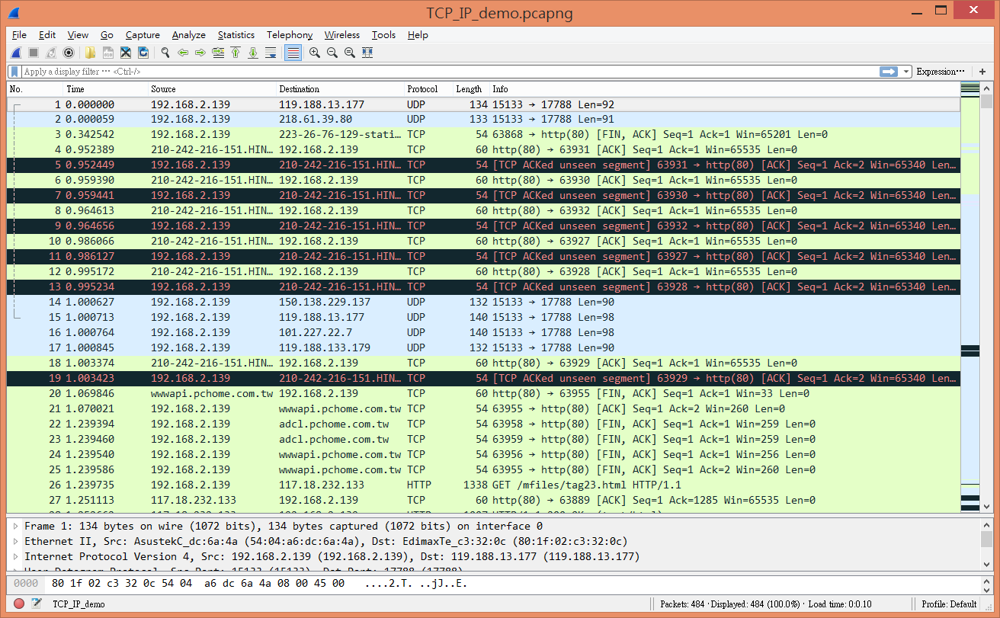 TCP_IP_demo.pcapng
File Edit View Go Capture Analyze Statistics Telephony Wireless Tools Help
Apply a display filter ⋯ <Ctrl-/> Expression⋯ +
No. Time Source Destination Protocol Length Info
1 0.000000 192.168.2.139 119.188.13.177 UDP 134 15133 → 17788 Len=92
2 0.000059 192.168.2.139 218.61.39.80 UDP 133 15133 → 17788 Len=91
3 0.342542 192.168.2.139 223-26-76-129-stati… TCP 54 63868 → http(80) [FIN, ACK] Seq=1 Ack=1 Win=65201 Len=0
4 0.952389 210-242-216-151.HIN… 192.168.2.139 TCP 60 http(80) → 63931 [ACK] Seq=1 Ack=1 Win=65535 Len=0
5 0.952449 192.168.2.139 210-242-216-151.HIN… TCP 54 [TCP ACKed unseen segment] 63931 → http(80) [ACK] Seq=1 Ack=2 Win=65340 Len…
6 0.959390 210-242-216-151.HIN… 192.168.2.139 TCP 60 http(80) → 63930 [ACK] Seq=1 Ack=1 Win=65535 Len=0
7 0.959441 192.168.2.139 210-242-216-151.HIN… TCP 54 [TCP ACKed unseen segment] 63930 → http(80) [ACK] Seq=1 Ack=2 Win=65340 Len…
8 0.964613 210-242-216-151.HIN… 192.168.2.139 TCP 60 http(80) → 63932 [ACK] Seq=1 Ack=1 Win=65535 Len=0
9 0.964656 192.168.2.139 210-242-216-151.HIN… TCP 54 [TCP ACKed unseen segment] 63932 → http(80) [ACK] Seq=1 Ack=2 Win=65340 Len…
10 0.986066 210-242-216-151.HIN… 192.168.2.139 TCP 60 http(80) → 63927 [ACK] Seq=1 Ack=1 Win=65535 Len=0
11 0.986127 192.168.2.139 210-242-216-151.HIN… TCP 54 [TCP ACKed unseen segment] 63927 → http(80) [ACK] Seq=1 Ack=2 Win=65340 Len…
12 0.995172 210-242-216-151.HIN… 192.168.2.139 TCP 60 http(80) → 63928 [ACK] Seq=1 Ack=1 Win=65535 Len=0
13 0.995234 192.168.2.139 210-242-216-151.HIN… TCP 54 [TCP ACKed unseen segment] 63928 → http(80) [ACK] Seq=1 Ack=2 Win=65340 Len…
14 1.000627 192.168.2.139 150.138.229.137 UDP 132 15133 → 17788 Len=90
15 1.000713 192.168.2.139 119.188.13.177 UDP 140 15133 → 17788 Len=98
16 1.000764 192.168.2.139 101.227.22.7 UDP 140 15133 → 17788 Len=98
17 1.000845 192.168.2.139 119.188.133.179 UDP 132 15133 → 17788 Len=90
18 1.003374 210-242-216-151.HIN… 192.168.2.139 TCP 60 http(80) → 63929 [ACK] Seq=1 Ack=1 Win=65535 Len=0
19 1.003423 192.168.2.139 210-242-216-151.HIN… TCP 54 [TCP ACKed unseen segment] 63929 → http(80) [ACK] Seq=1 Ack=2 Win=65340 Len…
20 1.069846 wwwapi.pchome.com.tw 192.168.2.139 TCP 60 http(80) → 63955 [FIN, ACK] Seq=1 Ack=1 Win=33 Len=0
21 1.070021 192.168.2.139 wwwapi.pchome.com.tw TCP 54 63955 → http(80) [ACK] Seq=1 Ack=2 Win=260 Len=0
22 1.239394 192.168.2.139 adcl.pchome.com.tw TCP 54 63958 → http(80) [FIN, ACK] Seq=1 Ack=1 Win=259 Len=0
23 1.239460 192.168.2.139 adcl.pchome.com.tw TCP 54 63959 → http(80) [FIN, ACK] Seq=1 Ack=1 Win=259 Len=0
24 1.239540 192.168.2.139 wwwapi.pchome.com.tw TCP 54 63956 → http(80) [FIN, ACK] Seq=1 Ack=1 Win=256 Len=0
25 1.239586 192.168.2.139 wwwapi.pchome.com.tw TCP 54 63955 → http(80) [FIN, ACK] Seq=1 Ack=2 Win=260 Len=0
26 1.239735 192.168.2.139 117.18.232.133 HTTP 1338 GET /mfiles/tag23.html HTTP/1.1
27 1.251113 117.18.232.133 192.168.2.139 TCP 60 http(80) → 63889 [ACK] Seq=1 Ack=1285 Win=65535 Len=0
Frame 1: 134 bytes on wire (1072 bits), 134 bytes captured (1072 bits) on interface 0
Ethernet II, Src: AsustekC_dc:6a:4a (54:04:a6:dc:6a:4a), Dst: EdimaxTe_c3:32:0c (80:1f:02:c3:32:0c)
Internet Protocol Version 4, Src: 192.168.2.139 (192.168.2.139), Dst: 119.188.13.177 (119.188.13.177)
User Datagram Protocol, Src Port: 15133 (15133), Dst Port: 17788 (17788)
0000 80 1f 02 c3 32 0c 54 04 a6 dc 6a 4a 08 00 45 00 ....2.T. ..jJ..E.
TCP_IP_demo Packets: 484 · Displayed: 484 (100.0%) · Load time: 0:0.10 Profile: Default